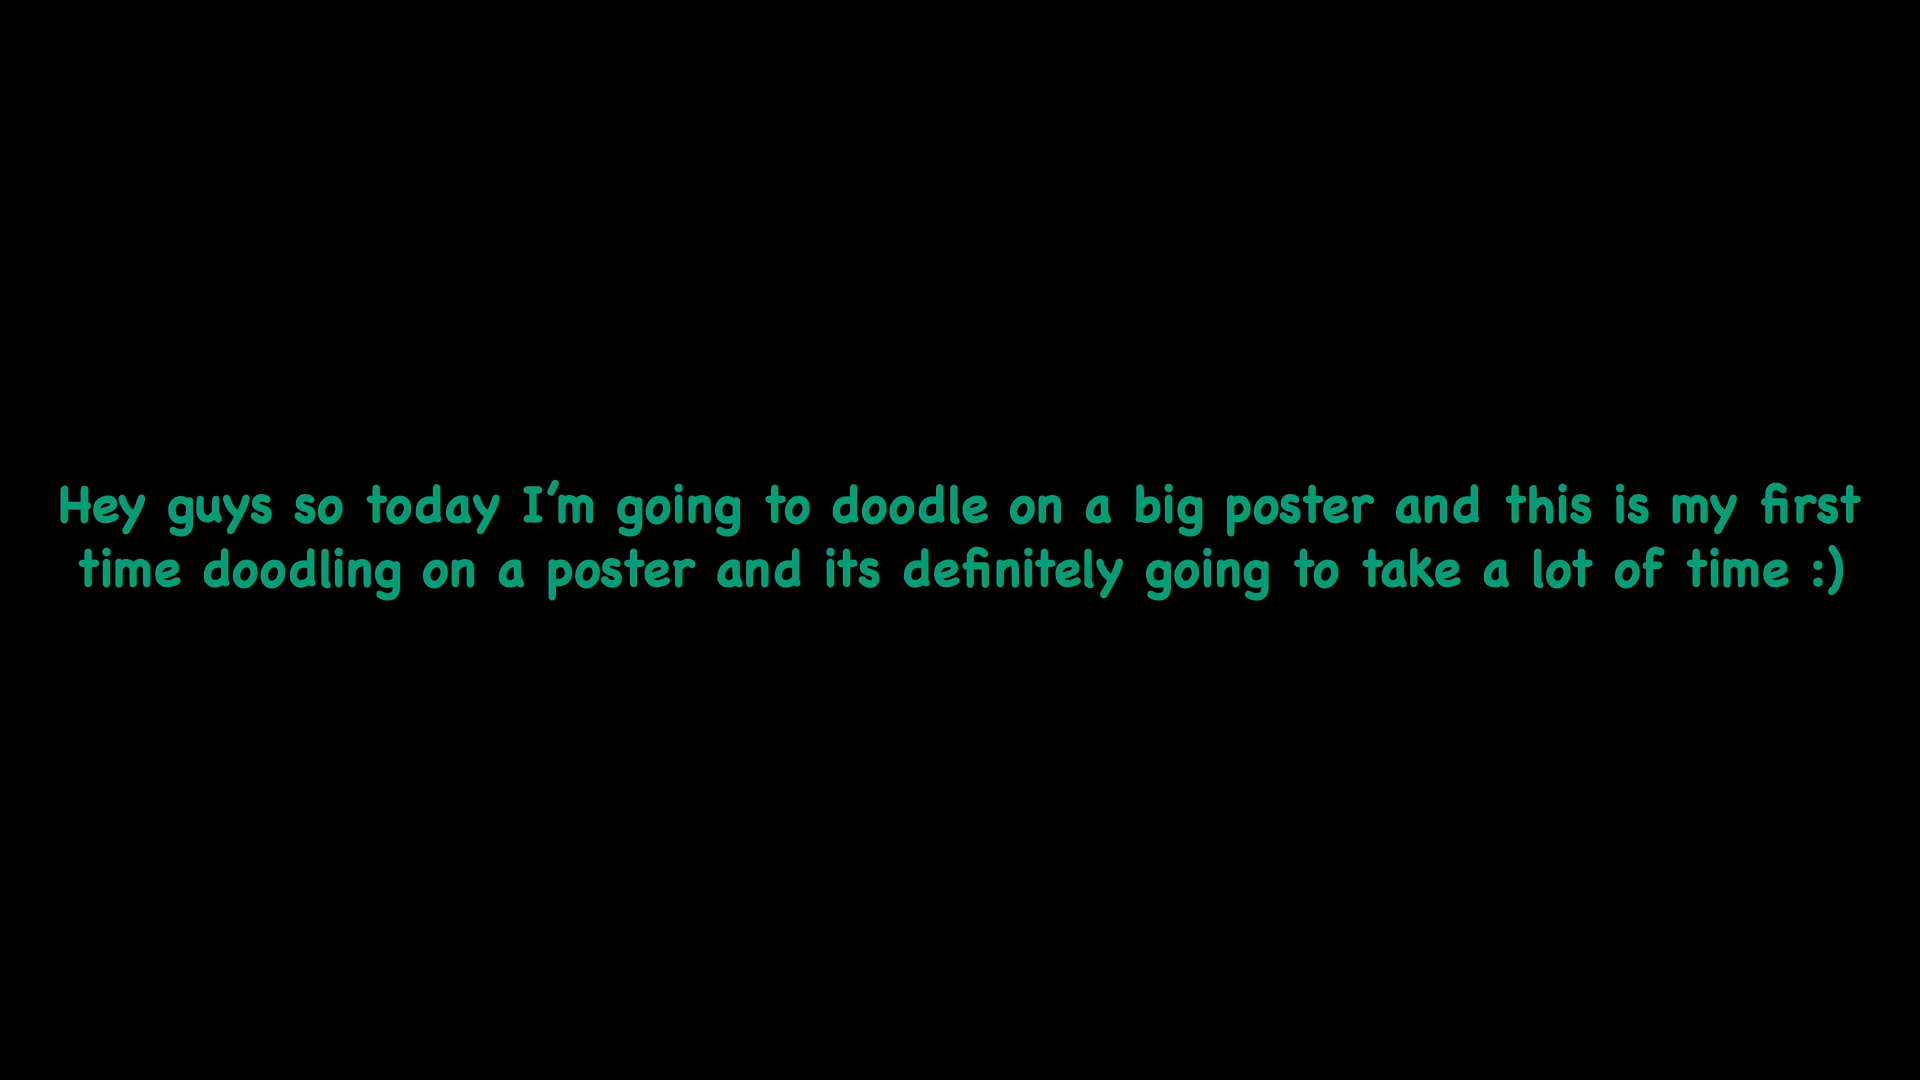 Hey guys so today I’m going to doodle on a big poster and this is my first
time doodling on a poster and its definitely going to take a lot of time :)